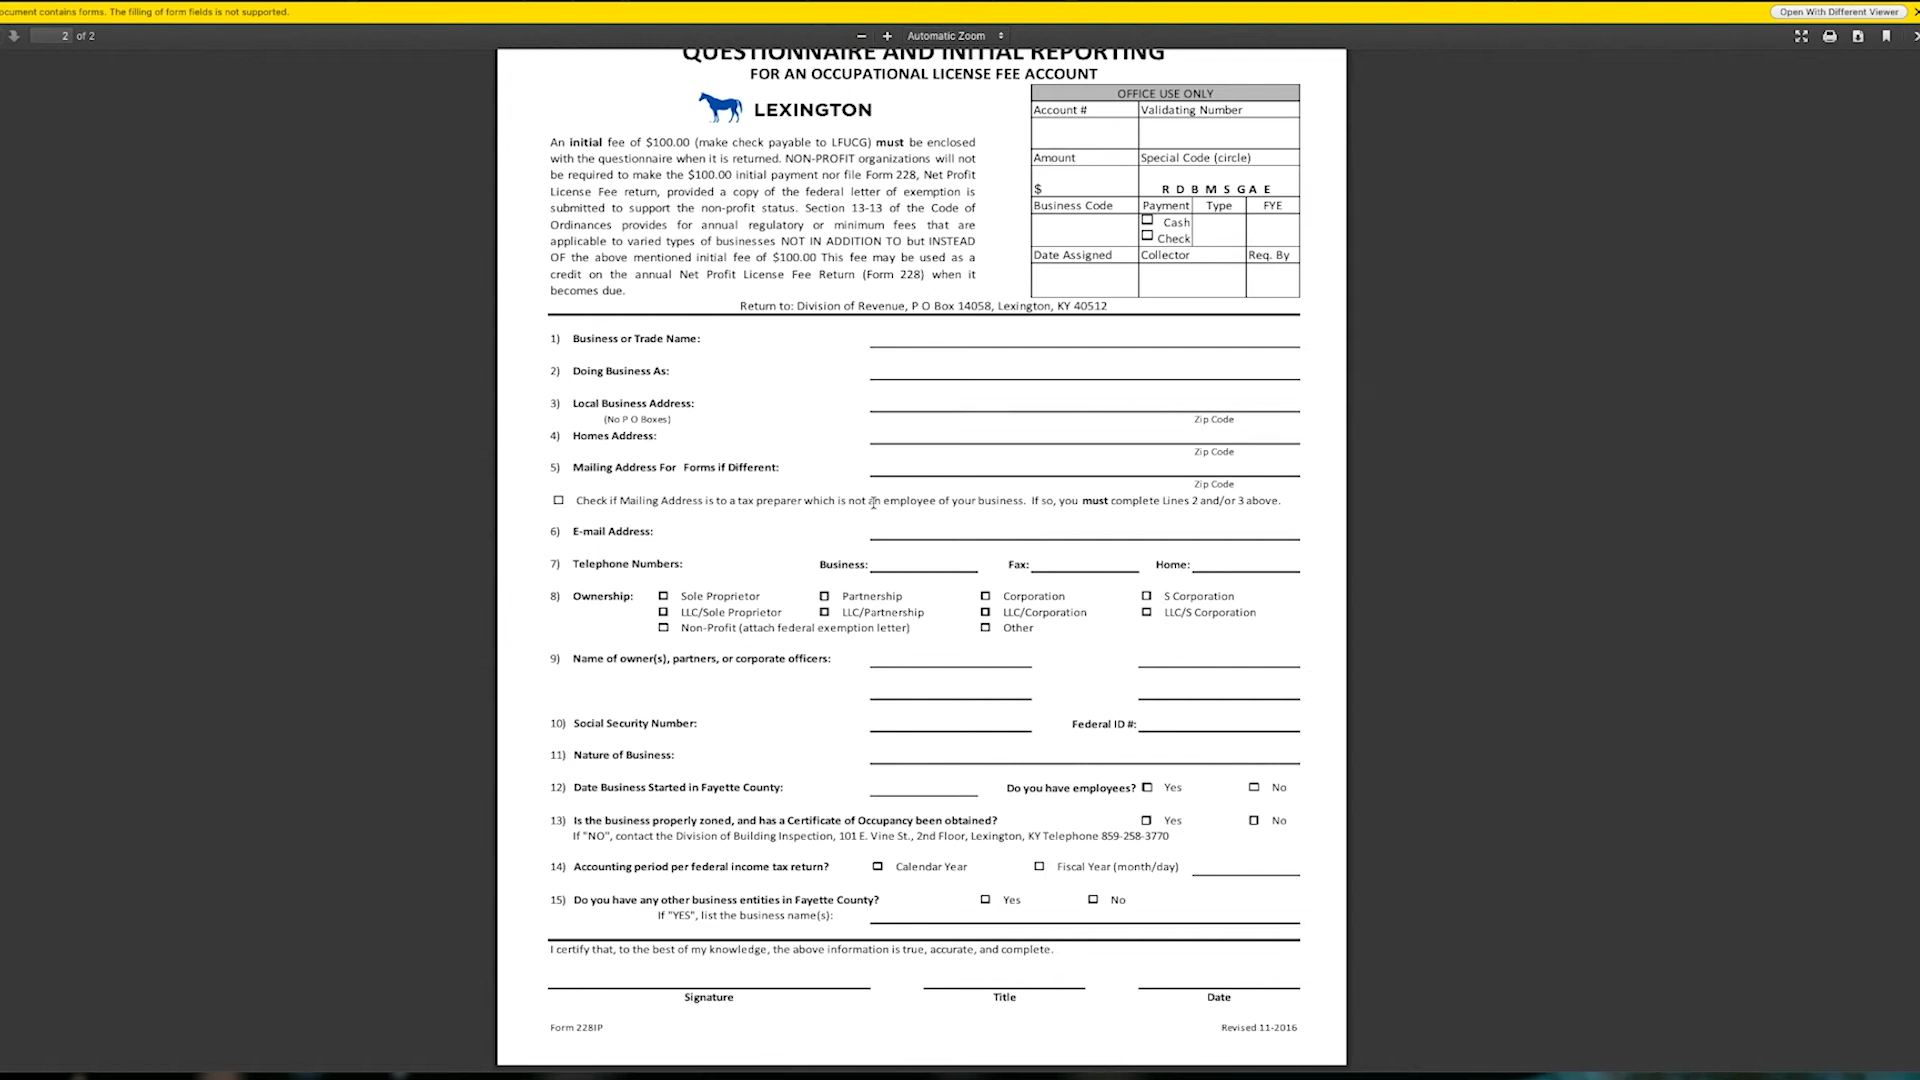 ocument contains forms. The filling of form fields is not supported.
Open With Different Viewer
2 of 2
Automatic Zoom
QUESTIONNAIRE AND INITIAL REPORTING
FOR AN OCCUPATIONAL LICENSE FEE ACCOUNT
LEXINGTON
An initial fee of $100.00 (make check payable to LFUCG) must be enclosed
with the questionnaire when it is returned. NON-PROFIT organizations will not
be required to make the $100.00 initial payment nor file Form 228, Net Profit
License Fee return, provided a copy of the federal letter of exemption is
submitted to support the non-profit status. Section 13-13 of the Code of
Ordinances provides for annual regulatory or minimum fees that are
applicable to varied types of businesses NOT IN ADDITION TO but INSTEAD
OF the above mentioned initial fee of $100.00 This fee may be used as a
credit on the annual Net Profit License Fee Return (Form 228) when it
becomes due.
OFFICE USE ONLY
Account # Validating Number
Amount Special Code (circle)
$ R D B M S G A E
Business Code Payment Type FYE
Cash
Check
Date Assigned Collector Req. By
Return to: Division of Revenue, P O Box 14058, Lexington, KY 40512
1) Business or Trade Name:
2) Doing Business As:
3) Local Business Address:
(No P O Boxes) Zip Code
4) Homes Address:
Zip Code
5) Mailing Address For Forms if Different:
Zip Code
Check if Mailing Address is to a tax preparer which is not an employee of your business. If so, you must complete Lines 2 and/or 3 above.
6) E-mail Address:
7) Telephone Numbers: Business: Fax: Home:
8) Ownership: Sole Proprietor Partnership Corporation S Corporation
LLC/Sole Proprietor LLC/Partnership LLC/Corporation LLC/S Corporation
Non-Profit (attach federal exemption letter) Other
9) Name of owner(s), partners, or corporate officers:
10) Social Security Number: Federal ID #:
11) Nature of Business:
12) Date Business Started in Fayette County: Do you have employees? Yes No
13) Is the business properly zoned, and has a Certificate of Occupancy been obtained? Yes No
If "NO", contact the Division of Building Inspection, 101 E. Vine St., 2nd Floor, Lexington, KY Telephone 859-258-3770
14) Accounting period per federal income tax return? Calendar Year Fiscal Year (month/day)
15) Do you have any other business entities in Fayette County? Yes No
If "YES", list the business name(s):
I certify that, to the best of my knowledge, the above information is true, accurate, and complete.
Signature Title Date
Form 228IP Revised 11-2016